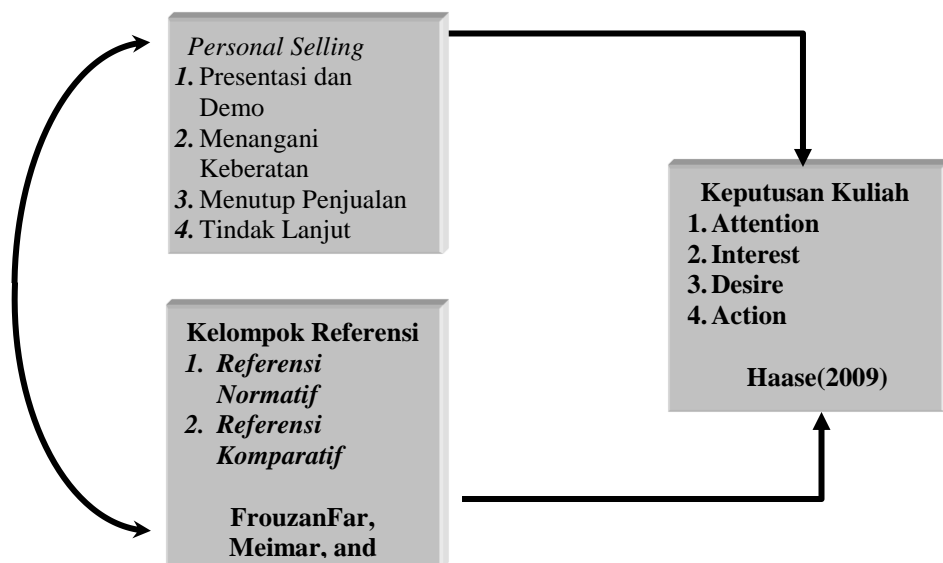 Personal Selling
1. Presentasi dan
Demo
2. Menangani
Keberatan
3. Menutup Penjualan
4. Tindak Lanjut
Kelompok Referensi
1. Referensi
Normatif
2. Referensi
Komparatif
FrouzanFar,
Meimar, and
Keputusan Kuliah
1. Attention
2. Interest
3. Desire
4. Action
Haase(2009)